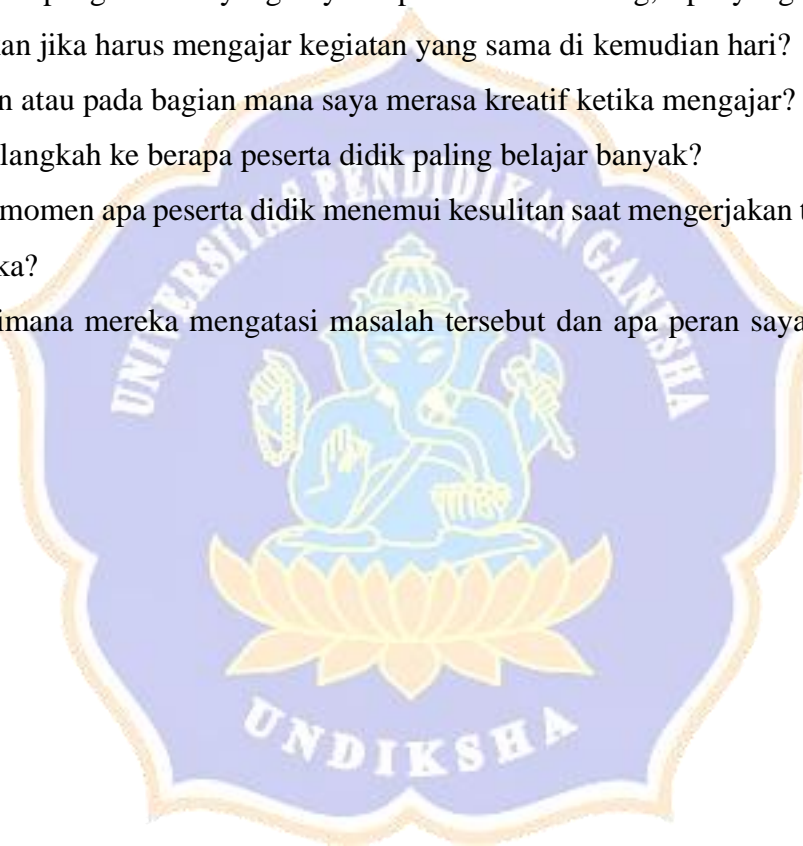 kan jika harus mengajar kegiatan yang sama di kemudian hari?
n atau pada bagian mana saya merasa kreatif ketika mengajar?
langkah ke berapa peserta didik paling belajar banyak?
momen apa peserta didik menemui kesulitan saat mengerjakan t
ka?
imana mereka mengatasi masalah tersebut dan apa peran saya
UNIVERSITAS PENDIDIKAN GANESHA
UNDIKSHA